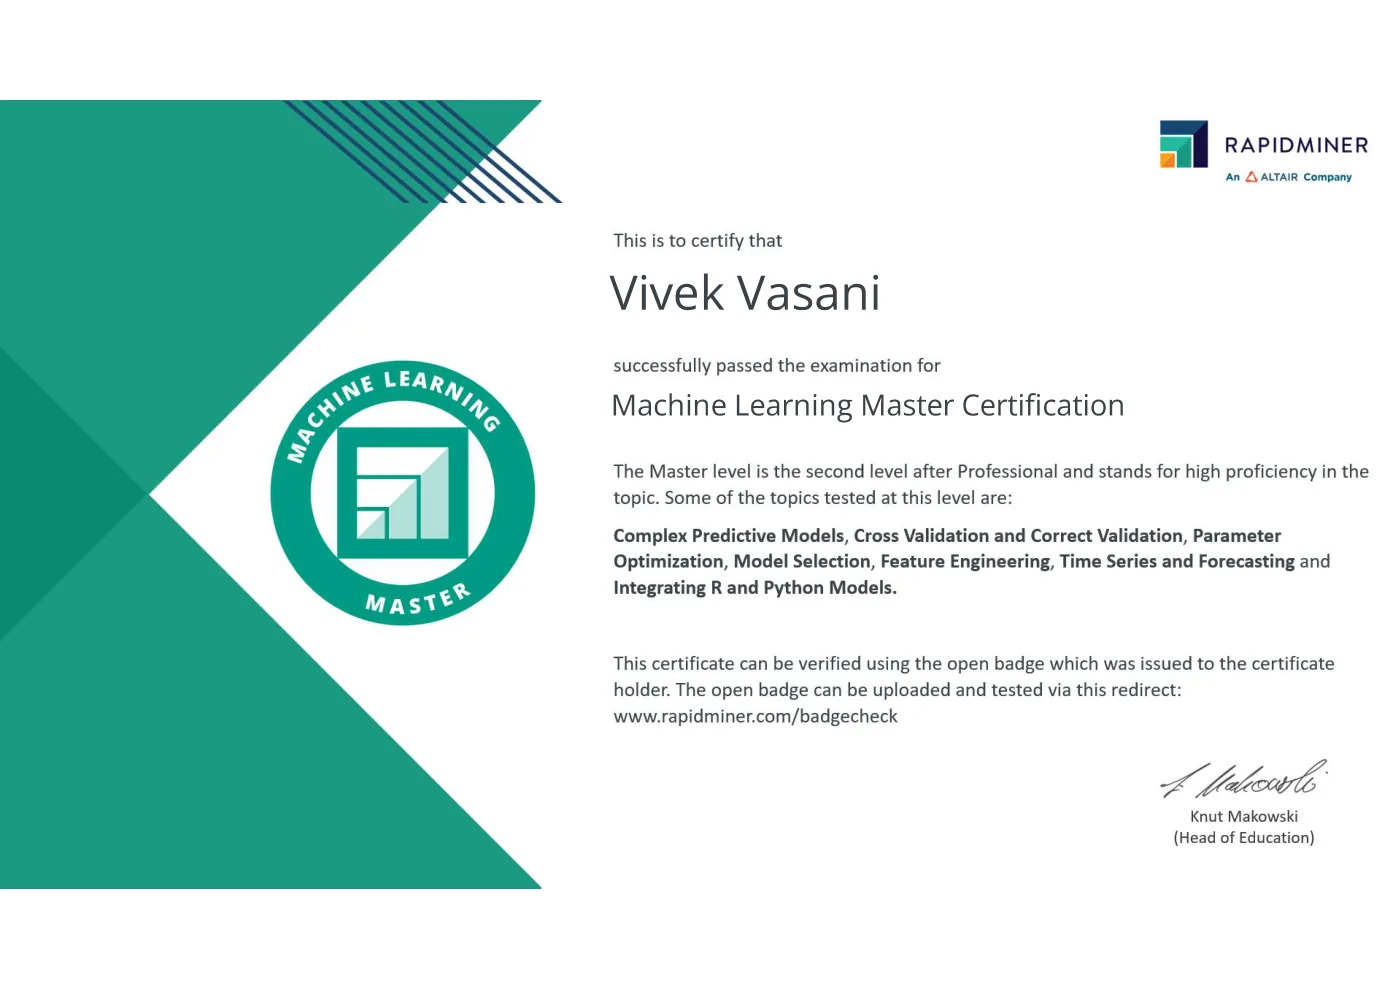 RAPIDMINER
An ALTAIR Company
This is to certify that
Vivek Vasani
successfully passed the examination for
Machine Learning Master Certification
MACHINE LEARNING
MASTER
The Master level is the second level after Professional and stands for high proficiency in the
topic. Some of the topics tested at this level are:
Complex Predictive Models, Cross Validation and Correct Validation, Parameter
Optimization, Model Selection, Feature Engineering, Time Series and Forecasting and
Integrating R and Python Models.
This certificate can be verified using the open badge which was issued to the certificate
holder. The open badge can be uploaded and tested via this redirect:
www.rapidminer.com/badgecheck
Knut Makowski
(Head of Education)